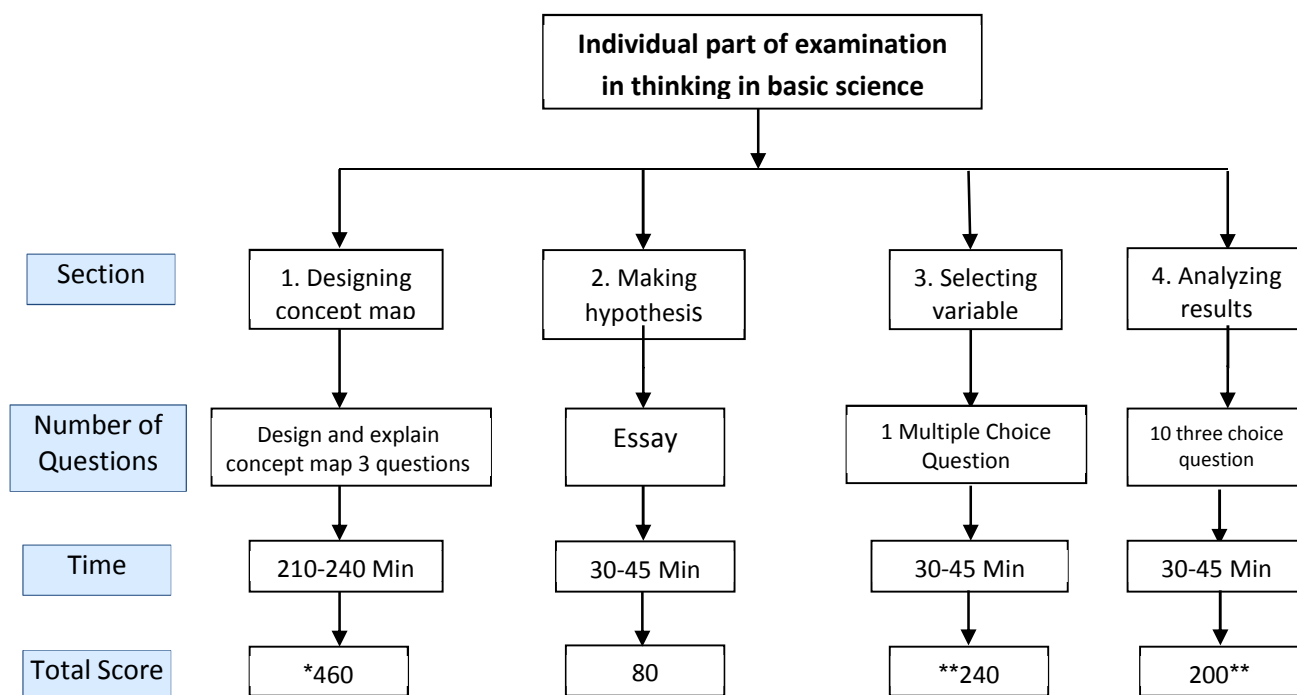 Individual part of examination
in thinking in basic science
Section
1. Designing
concept map
2. Making
hypothesis
3. Selecting
variable
4. Analyzing
results
Number of
Questions
Design and explain
concept map 3 questions
Essay
1 Multiple Choice
Question
10 three choice
question
Time
210-240 Min
30-45 Min
30-45 Min
30-45 Min
Total Score
*460
80
**240
200**